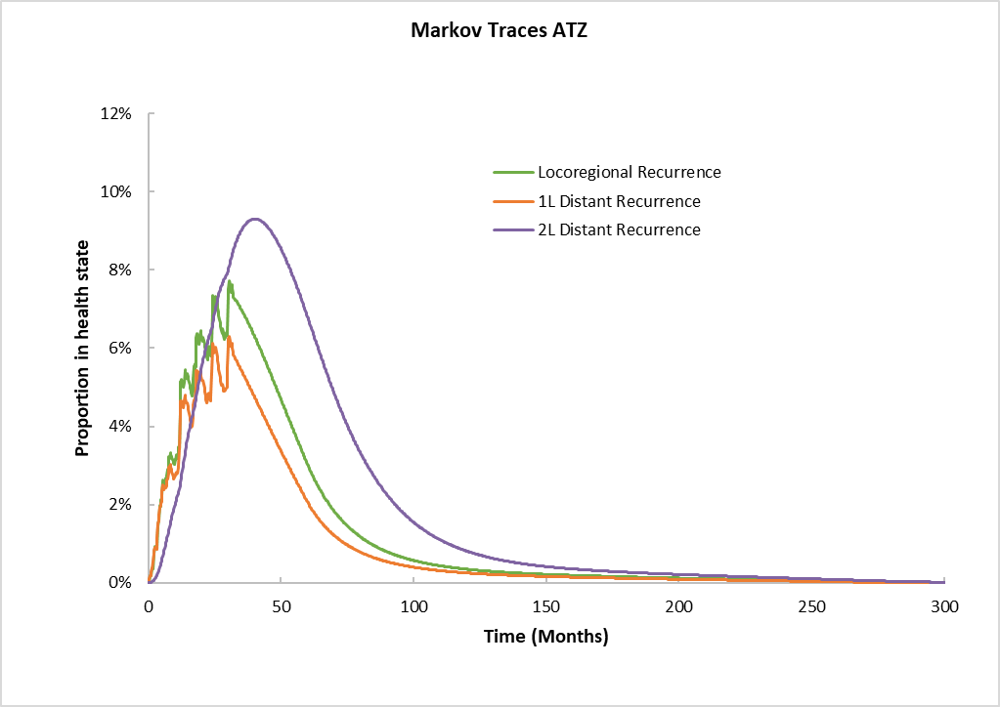 Markov Traces ATZ
12%
10%
8%
6%
4%
2%
0%
Proportion in health state
Locoregional Recurrence
1L Distant Recurrence
2L Distant Recurrence
0 50 100 150 200 250 300
Time (Months)